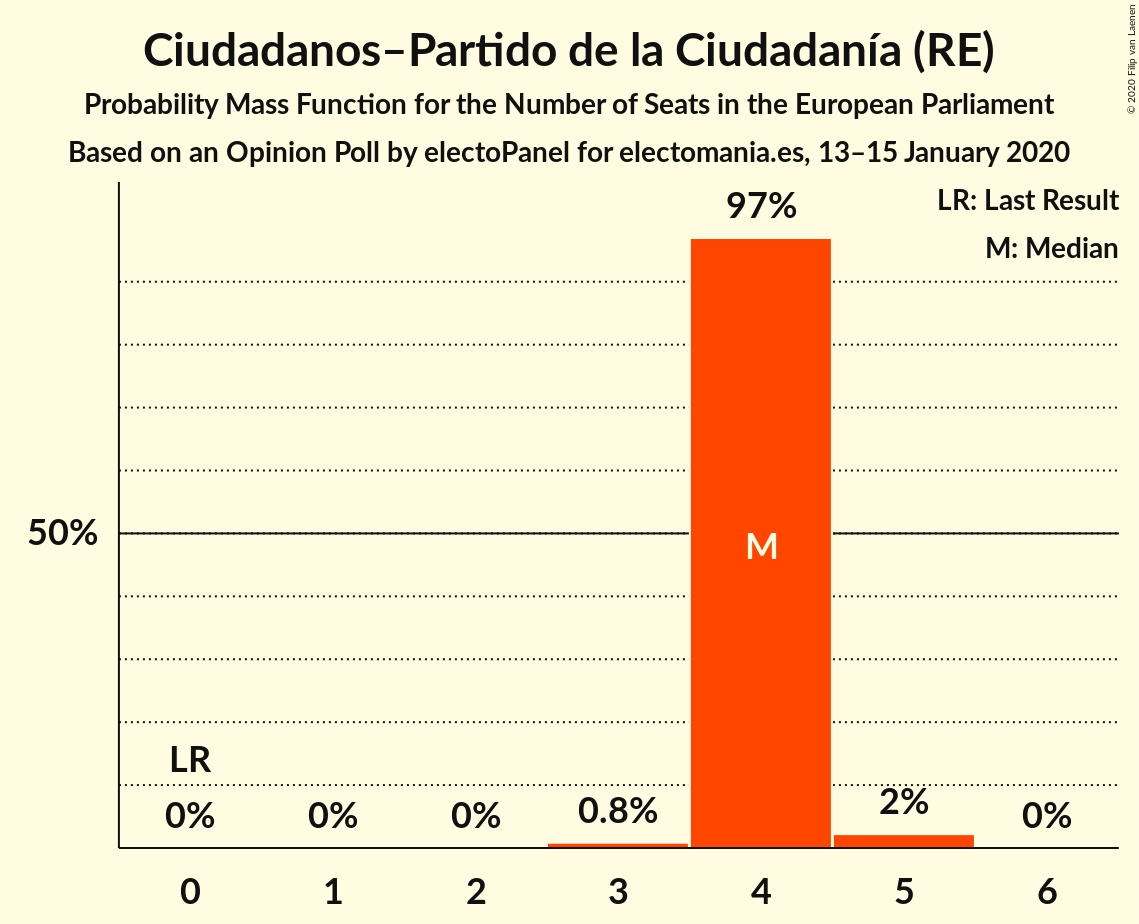 Ciudadanos–Partido de la Ciudadanía (RE)
Probability Mass Function for the Number of Seats in the European Parliament
Based on an Opinion Poll by electoPanel for electomania.es, 13–15 January 2020
© 2020 Filip van Laenen
LR: Last Result
M: Median
97%
50%
M
LR
0%
0%
0%
0.8%
2%
0%
0
1
2
3
4
5
6